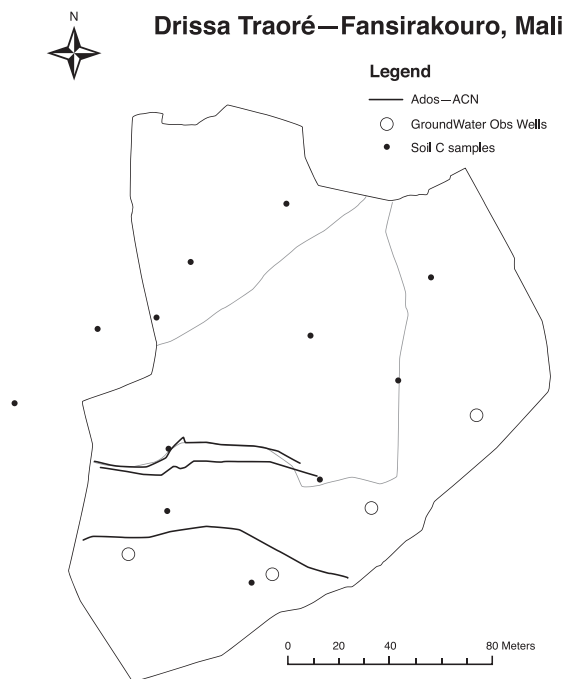 N
Drissa Traoré—Fansirakouro, Mali
Legend
Ados—ACN
GroundWater Obs Wells
Soil C samples
0 20 40 80 Meters